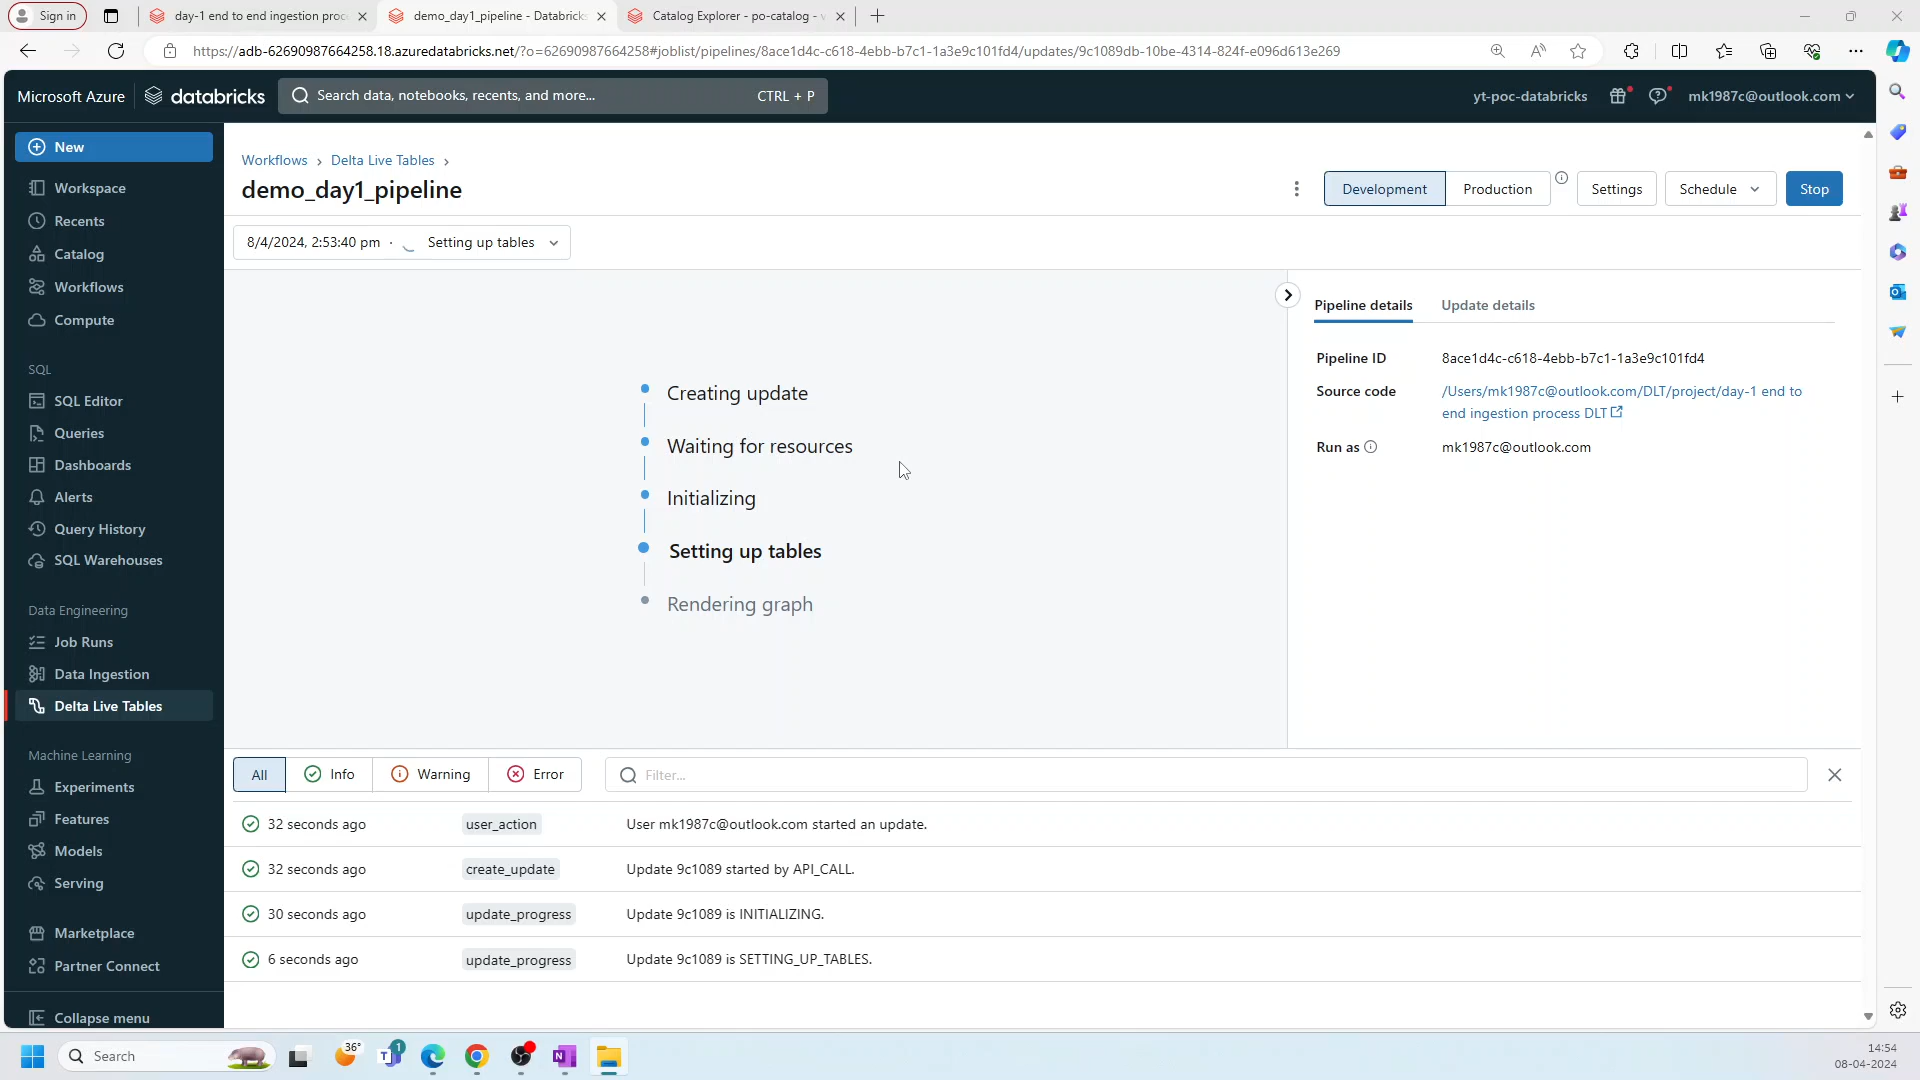 Sign in
day-1 end to end ingestion proc
demo_day1_pipeline - Databricks
Catalog Explorer - po-catalog -
https://adb-62690987664258.18.azuredatabricks.net/?o=62690987664258#joblist/pipelines/8ace1d4c-c618-4ebb-b7c1-1a3e9c101fd4/updates/9c1089db-10be-4314-824f-e096d613e269
Microsoft Azure
databricks
Search data, notebooks, recents, and more...
CTRL + P
yt-poc-databricks
mk1987c@outlook.com
New
Workspace
Recents
Catalog
Workflows
Compute
SQL
SQL Editor
Queries
Dashboards
Alerts
Query History
SQL Warehouses
Data Engineering
Job Runs
Data Ingestion
Delta Live Tables
Machine Learning
Experiments
Features
Models
Serving
Marketplace
Partner Connect
Collapse menu
Workflows › Delta Live Tables ›
demo_day1_pipeline
Development
Production
Settings
Schedule
Stop
8/4/2024, 2:53:40 pm · Setting up tables
Creating update
Waiting for resources
Initializing
Setting up tables
Rendering graph
Pipeline details
Update details
Pipeline ID 8ace1d4c-c618-4ebb-b7c1-1a3e9c101fd4
Source code /Users/mk1987c@outlook.com/DLT/project/day-1 end to
end ingestion process DLT
Run as mk1987c@outlook.com
All
Info
Warning
Error
Filter...
32 seconds ago user_action User mk1987c@outlook.com started an update.
32 seconds ago create_update Update 9c1089 started by API_CALL.
30 seconds ago update_progress Update 9c1089 is INITIALIZING.
6 seconds ago update_progress Update 9c1089 is SETTING_UP_TABLES.
Search
36°
1
14:54
08-04-2024